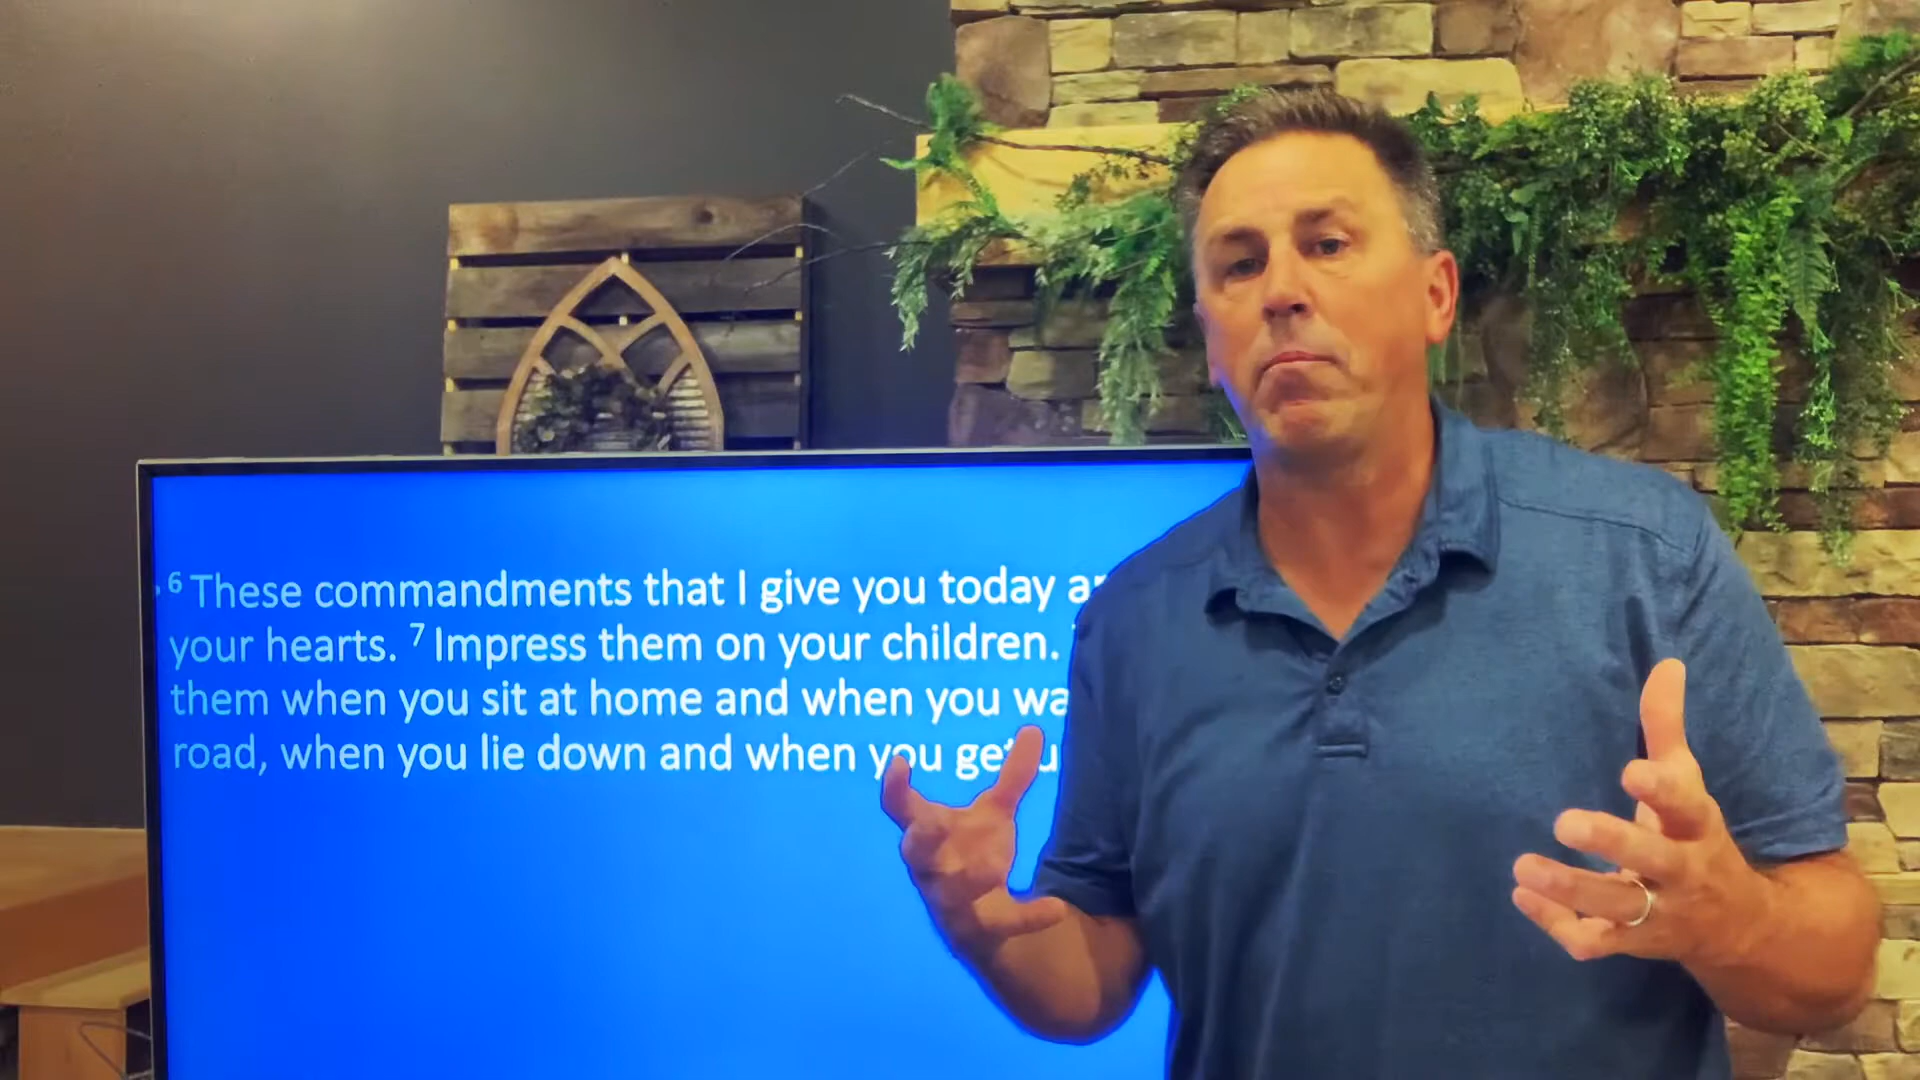 6 These commandments that I give you today
your hearts. 7 Impress them on your children.
them when you sit at home and when you
road, when you lie down and when you get